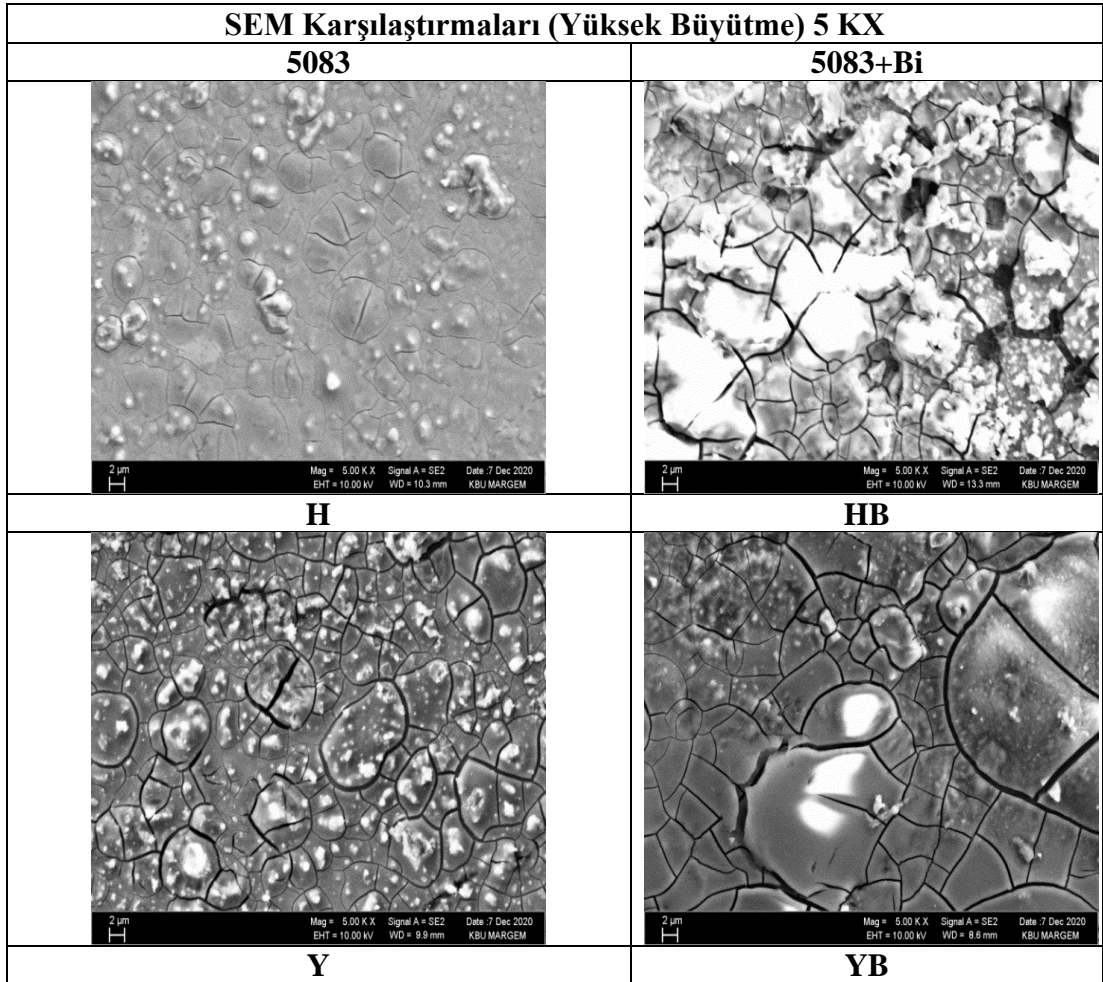 SEM Karşılaştırmaları (Yüksek Büyütme) 5 KX
5083 5083+Bi
2 µm Mag = 5.00 K X Signal A = SE2 Date :7 Dec 2020
EHT = 10.00 kV WD = 10.3 mm KBU MARGEM
2 µm Mag = 5.00 K X Signal A = SE2 Date :7 Dec 2020
EHT = 10.00 kV WD = 13.3 mm KBU MARGEM
H HB
2 µm Mag = 5.00 K X Signal A = SE2 Date :7 Dec 2020
EHT = 10.00 kV WD = 9.9 mm KBU MARGEM
2 µm Mag = 5.00 K X Signal A = SE2 Date :7 Dec 2020
EHT = 10.00 kV WD = 8.6 mm KBU MARGEM
Y YB